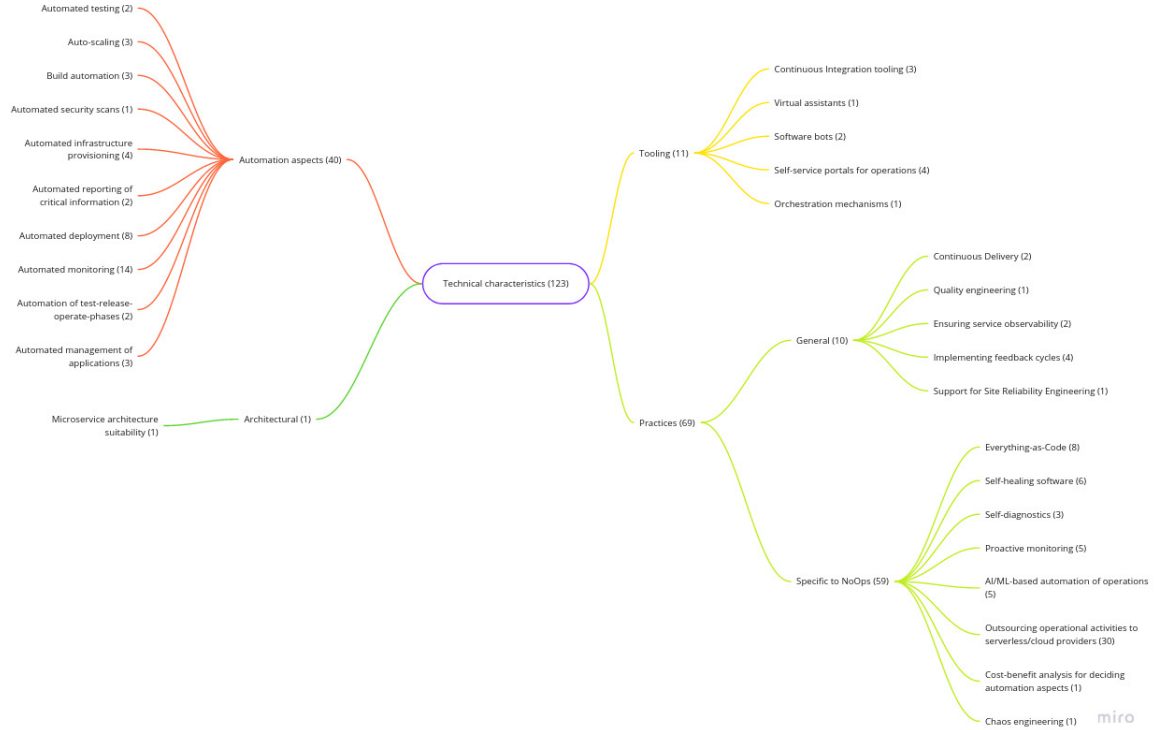 Automated testing (2)
Auto-scaling (3)
Build automation (3)
Automated security scans (1)
Automated infrastructure
provisioning (4)
Automated reporting of
critical information (2)
Automated deployment (8)
Automated monitoring (14)
Automation of test-release-
operate-phases (2)
Automated management of
applications (3)
Automation aspects (40)
Microservice architecture
suitability (1)
Architectural (1)
Technical characteristics (123)
Tooling (11)
Continuous Integration tooling (3)
Virtual assistants (1)
Software bots (2)
Self-service portals for operations (4)
Orchestration mechanisms (1)
Practices (69)
General (10)
Continuous Delivery (2)
Quality engineering (1)
Ensuring service observability (2)
Implementing feedback cycles (4)
Support for Site Reliability Engineering (1)
Specific to NoOps (59)
Everything-as-Code (8)
Self-healing software (6)
Self-diagnostics (3)
Proactive monitoring (5)
AI/ML-based automation of operations
(5)
Outsourcing operational activities to
serverless/cloud providers (30)
Cost-benefit analysis for deciding
automation aspects (1)
Chaos engineering (1)
miro